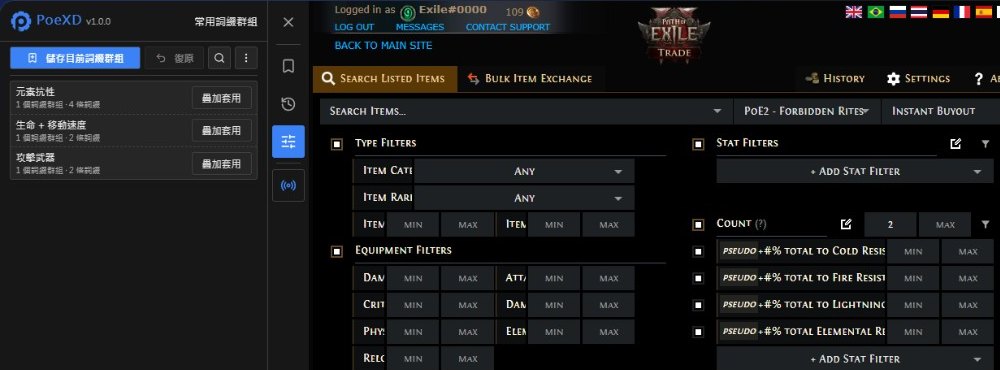 PoeXD v1.0.0
常用詞綴群組
儲存目前詞綴群組
復原
元素抗性
1 個詞綴群組 · 4 條詞綴
疊加套用
生命 + 移動速度
1 個詞綴群組 · 2 條詞綴
疊加套用
攻擊武器
1 個詞綴群組 · 2 條詞綴
疊加套用
Logged in as Exile#0000 109
LOG OUT MESSAGES CONTACT SUPPORT
BACK TO MAIN SITE
PATH OF
EXILE
TRADE
SEARCH LISTED ITEMS
BULK ITEM EXCHANGE
HISTORY
SETTINGS
? AB
SEARCH ITEMS...
POE2 - FORBIDDEN RITES
INSTANT BUYOUT
TYPE FILTERS
ITEM CATE ANY
ITEM RARI ANY
ITEM MIN MAX ITEM MIN MAX
EQUIPMENT FILTERS
DAM MIN MAX ATTA MIN MAX
CRIT MIN MAX DAM MIN MAX
PHYS MIN MAX ELEM MIN MAX
RELO MIN MAX
STAT FILTERS
+ ADD STAT FILTER
COUNT (?) 2 MAX
PSEUDO +#% TOTAL TO COLD RESIS MIN MAX
PSEUDO +#% TOTAL TO FIRE RESIST MIN MAX
PSEUDO +#% TOTAL TO LIGHTNING MIN MAX
PSEUDO +#% TOTAL ELEMENTAL RE MIN MAX
+ ADD STAT FILTER